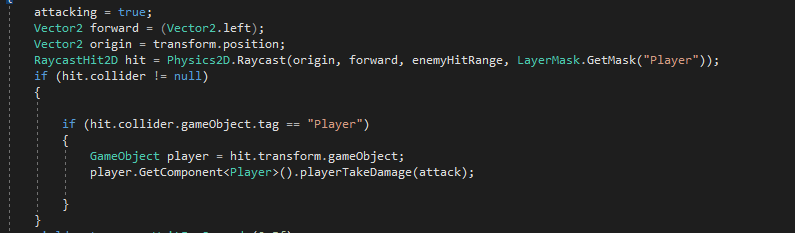 attacking = true;
Vector2 forward = (Vector2.left);
Vector2 origin = transform.position;
RaycastHit2D hit = Physics2D.Raycast(origin, forward, enemyHitRange, LayerMask.GetMask("Player"));
if (hit.collider != null)
{
if (hit.collider.gameObject.tag == "Player")
{
GameObject player = hit.transform.gameObject;
player.GetComponent<Player>().playerTakeDamage(attack);
}
}